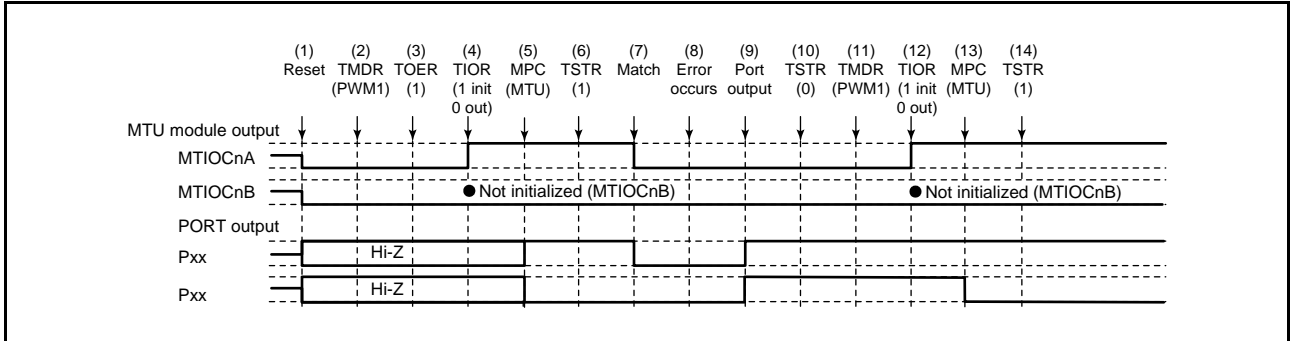 (1) (2) (3) (4) (5) (6) (7) (8) (9) (10) (11) (12) (13) (14)
Reset TMDR TOER TIOR MPC TSTR Match Error Port TSTR TMDR TIOR MPC TSTR
(PWM1) (1) (1 init (MTU) (1) occurs output (0) (PWM1) (1 init (MTU) (1)
0 out) 0 out)
MTU module output
MTIOCnA
MTIOCnB ● Not initialized (MTIOCnB) ● Not initialized (MTIOCnB)
PORT output
Pxx Hi-Z
Pxx Hi-Z